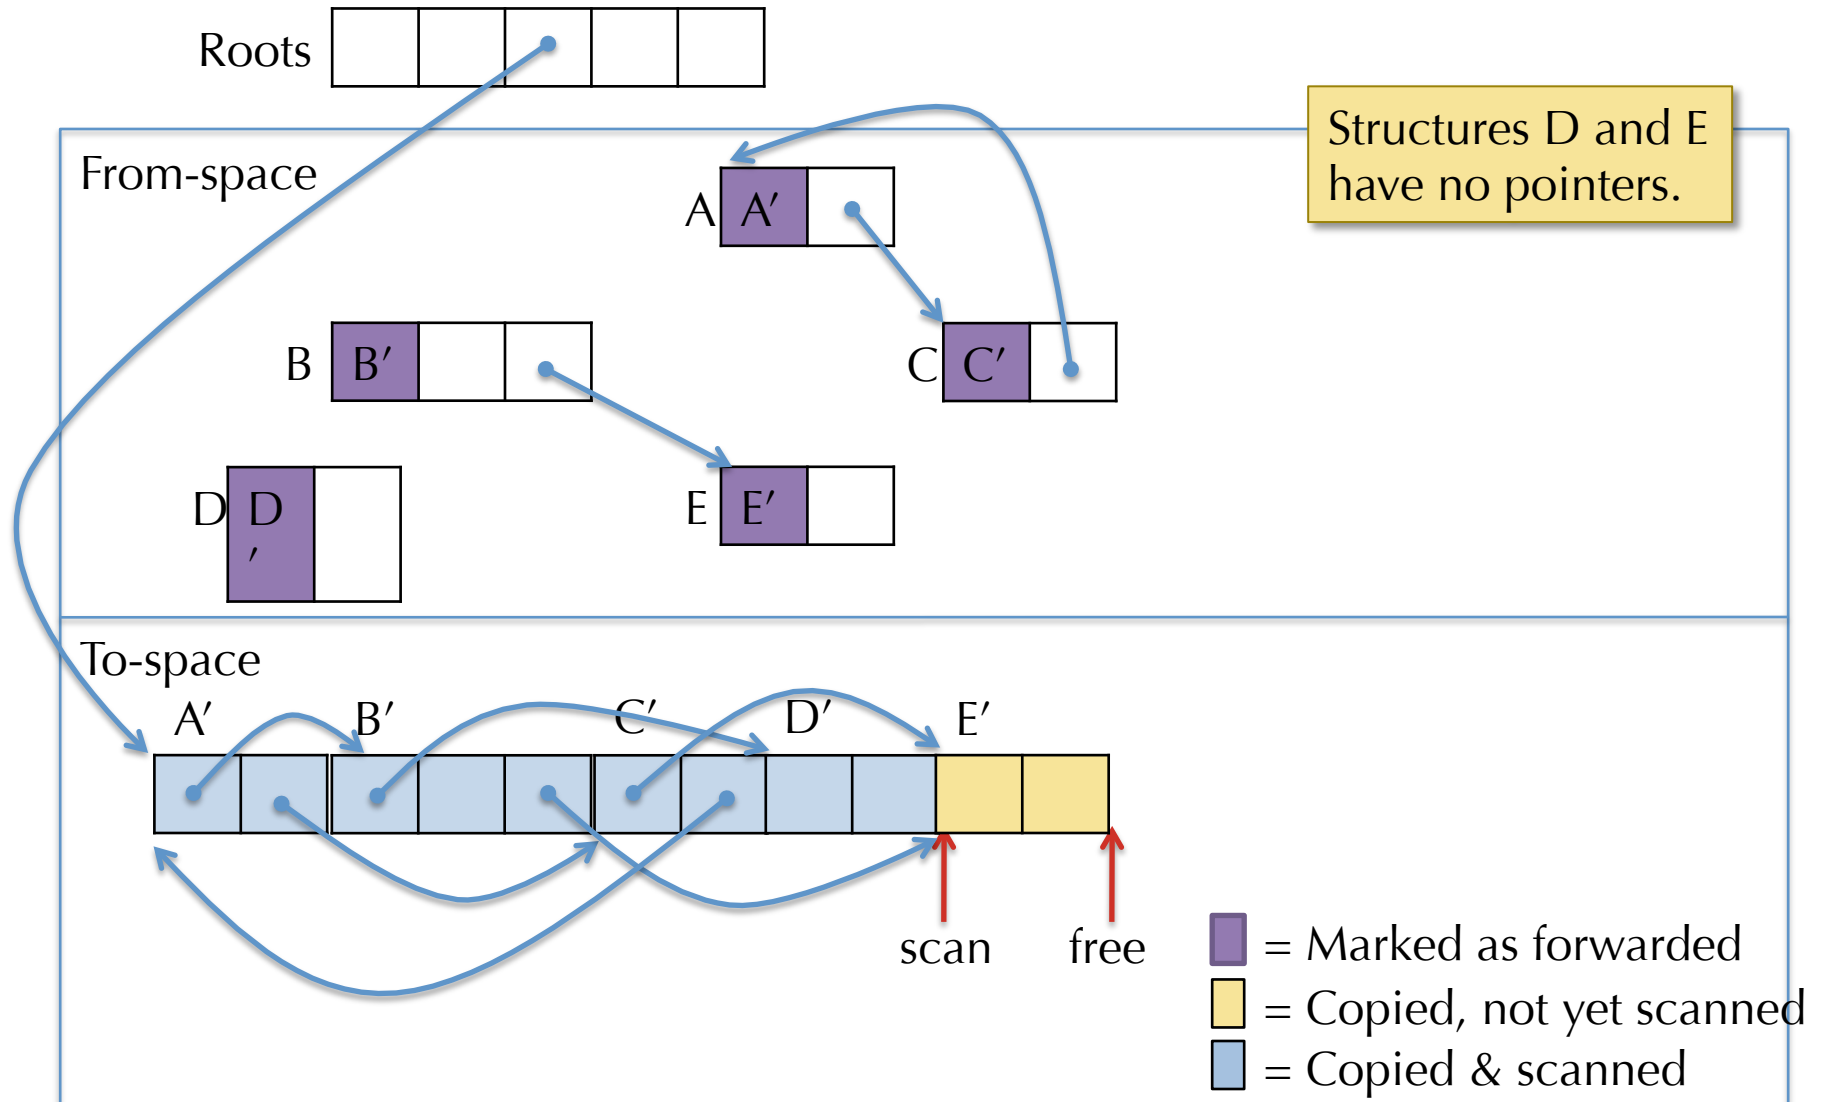 Roots
Structures D and E
have no pointers.
From-space
A A′
B B′
C C′
D D
′
E E′
To-space
A′ B′ C′ D′ E′
scan free
= Marked as forwarded
= Copied, not yet scanned
= Copied & scanned